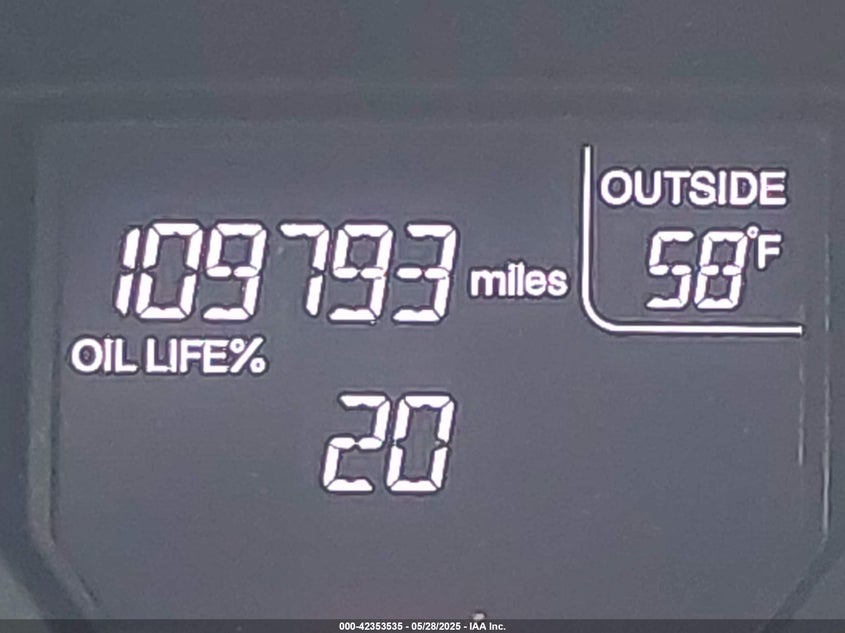 OUTSIDE
58°F
109793 miles
OIL LIFE%
20
000-42353535 - 05/28/2025 - IAA Inc.